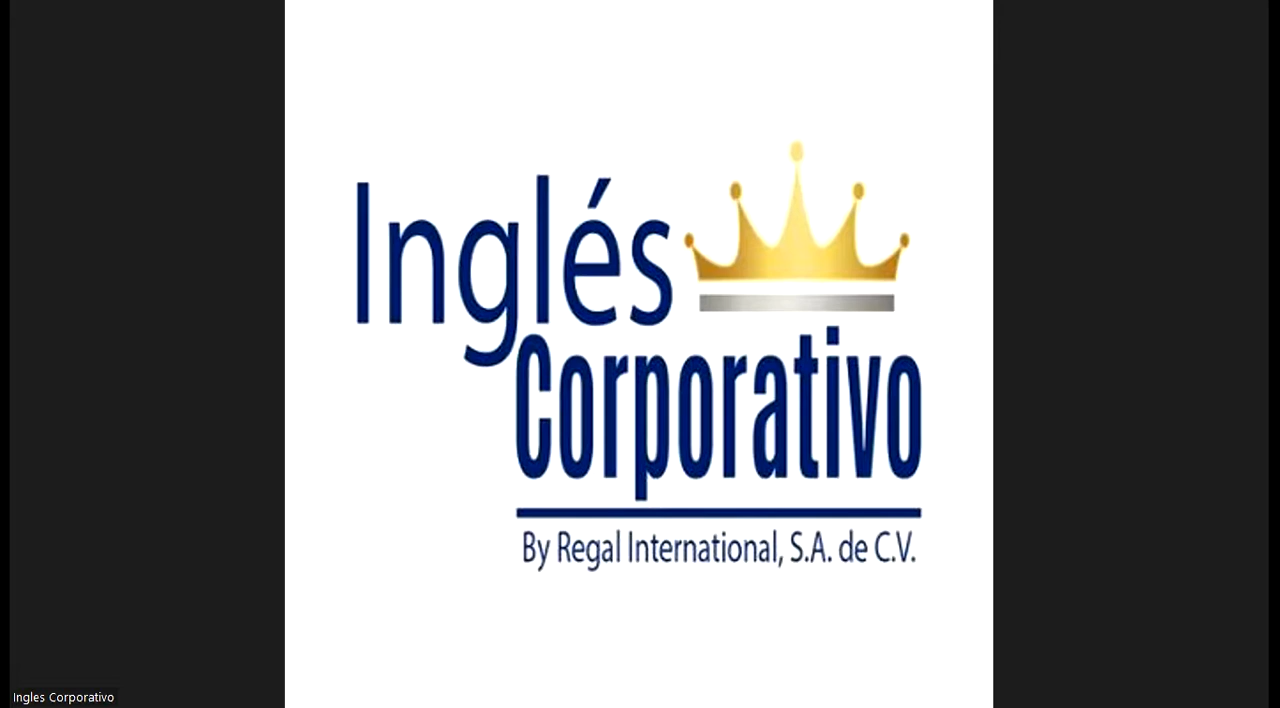 Inglés
Corporativo
By Regal International, S.A. de C.V.
Ingles Corporativo